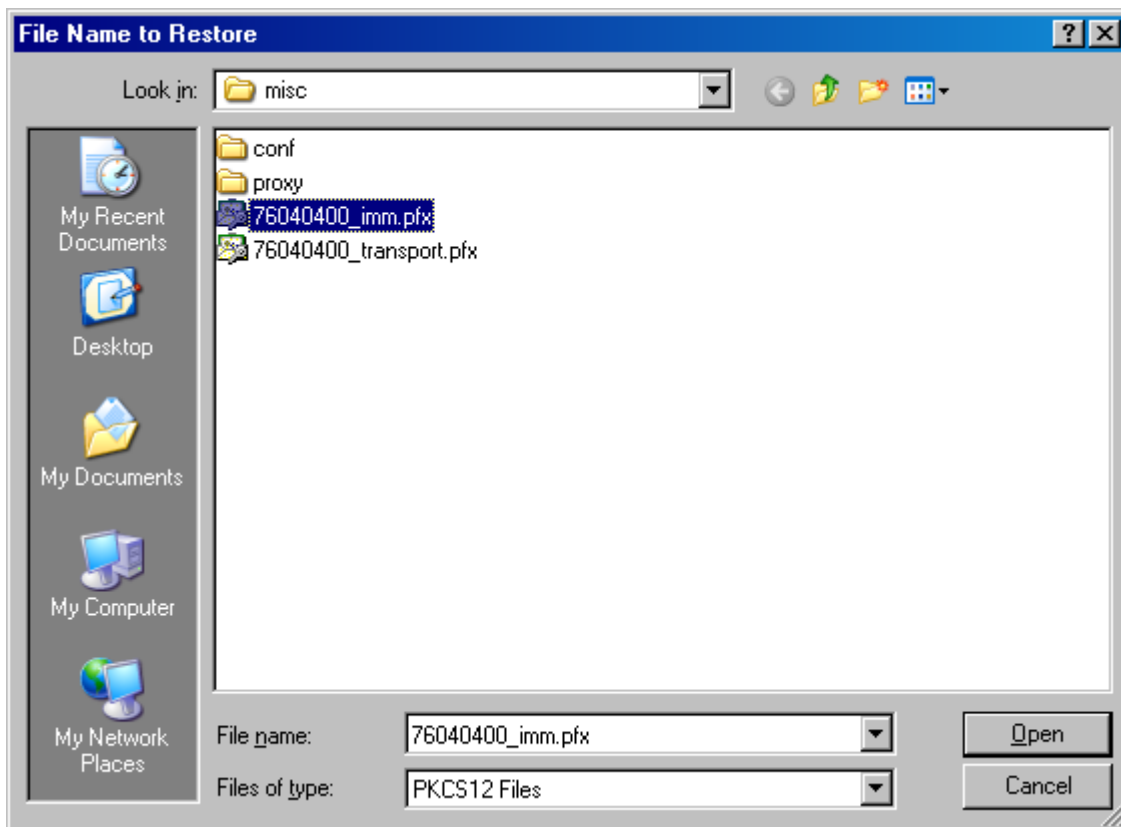 File Name to Restore
Look in:
misc
My Recent
Documents
Desktop
My Documents
My Computer
My Network
Places
conf
proxy
76040400_imm.pfx
76040400_transport.pfx
File name:
76040400_imm.pfx
Open
Files of type:
PKCS12 Files
Cancel